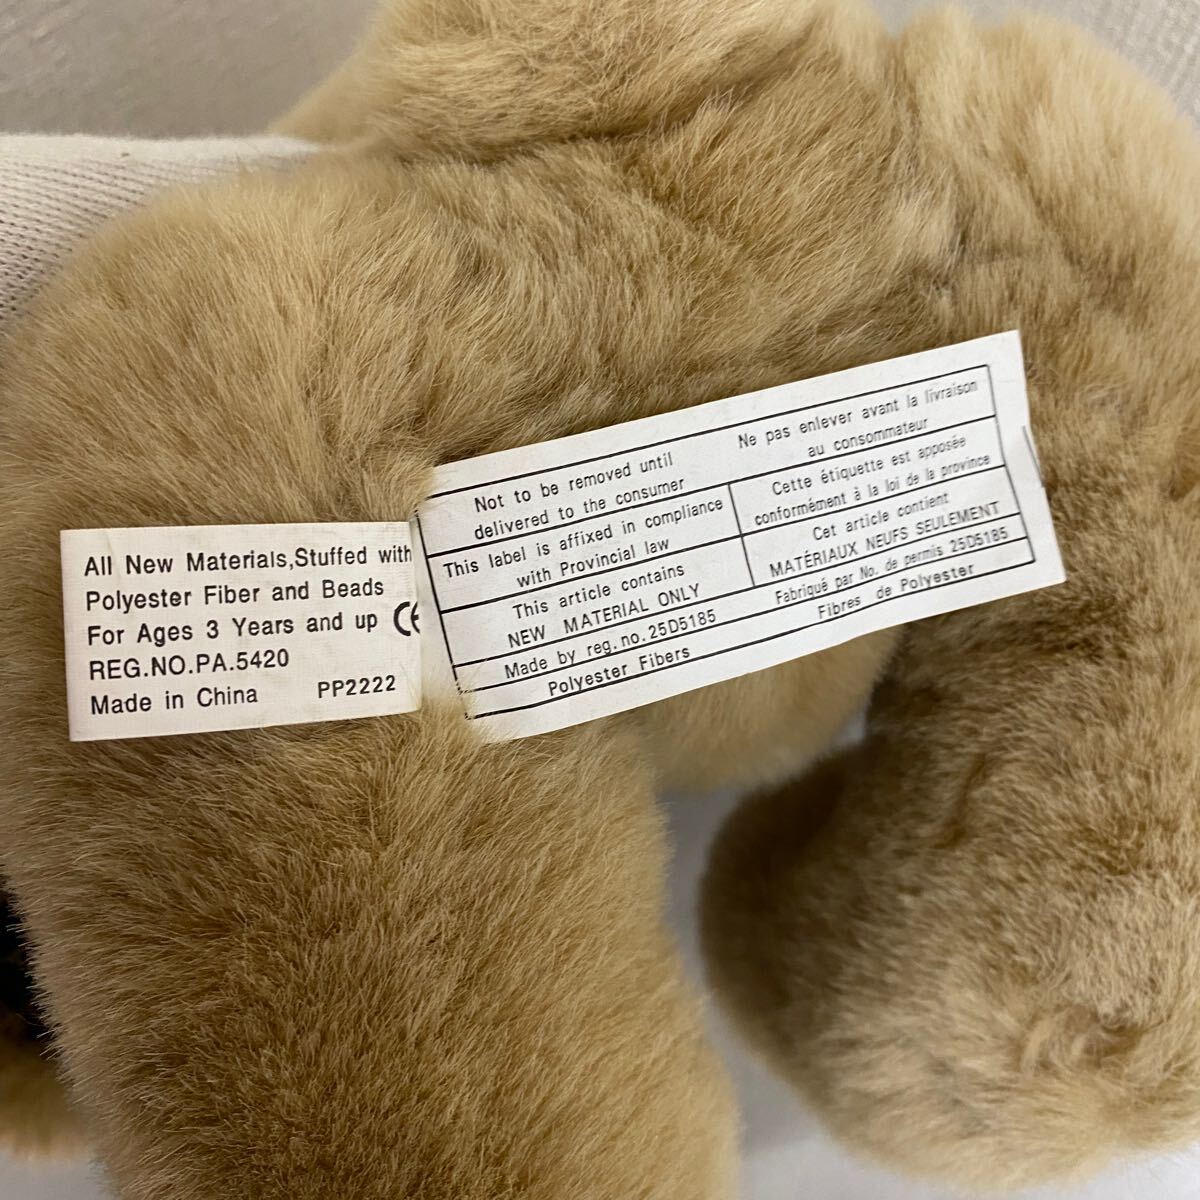 All New Materials,Stuffed with
Polyester Fiber and Beads
For Ages 3 Years and up CE
REG.NO.PA.5420
Made in China PP2222
Not to be removed until
delivered to the consumer
Ne pas enlever avant la livraison
au consommateur
This label is affixed in compliance
with Provincial law
Cette étiquette est apposée
conformément à la loi de la province
This article contains
NEW MATERIAL ONLY
Cet article contient
MATÉRIAUX NEUFS SEULEMENT
Made by reg.no.25D5185
Fabriqué par No. de permis 25D5185
Polyester Fibers
Fibres de Polyester